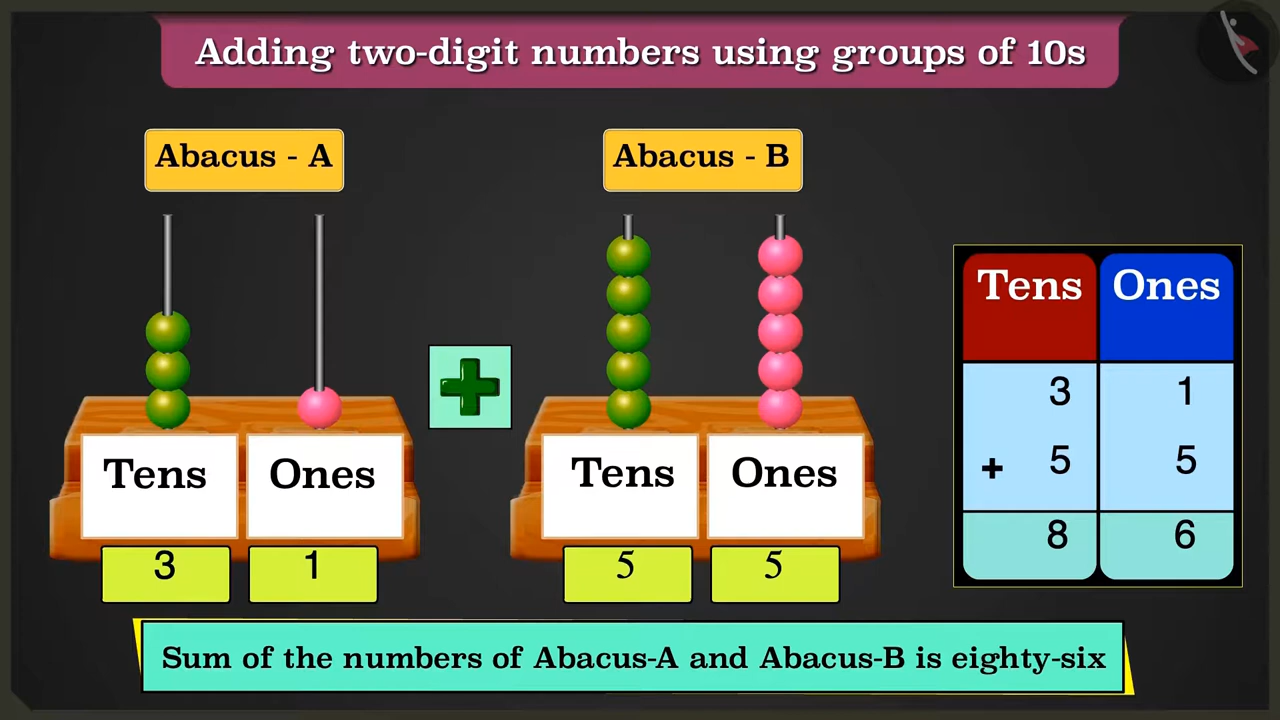 Adding two-digit numbers using groups of 10s
Abacus - A
Abacus - B
Tens Ones
3 1
+ 5 5
8 6
Tens Ones
Tens Ones
3 1
5 5
Sum of the numbers of Abacus-A and Abacus-B is eighty-six